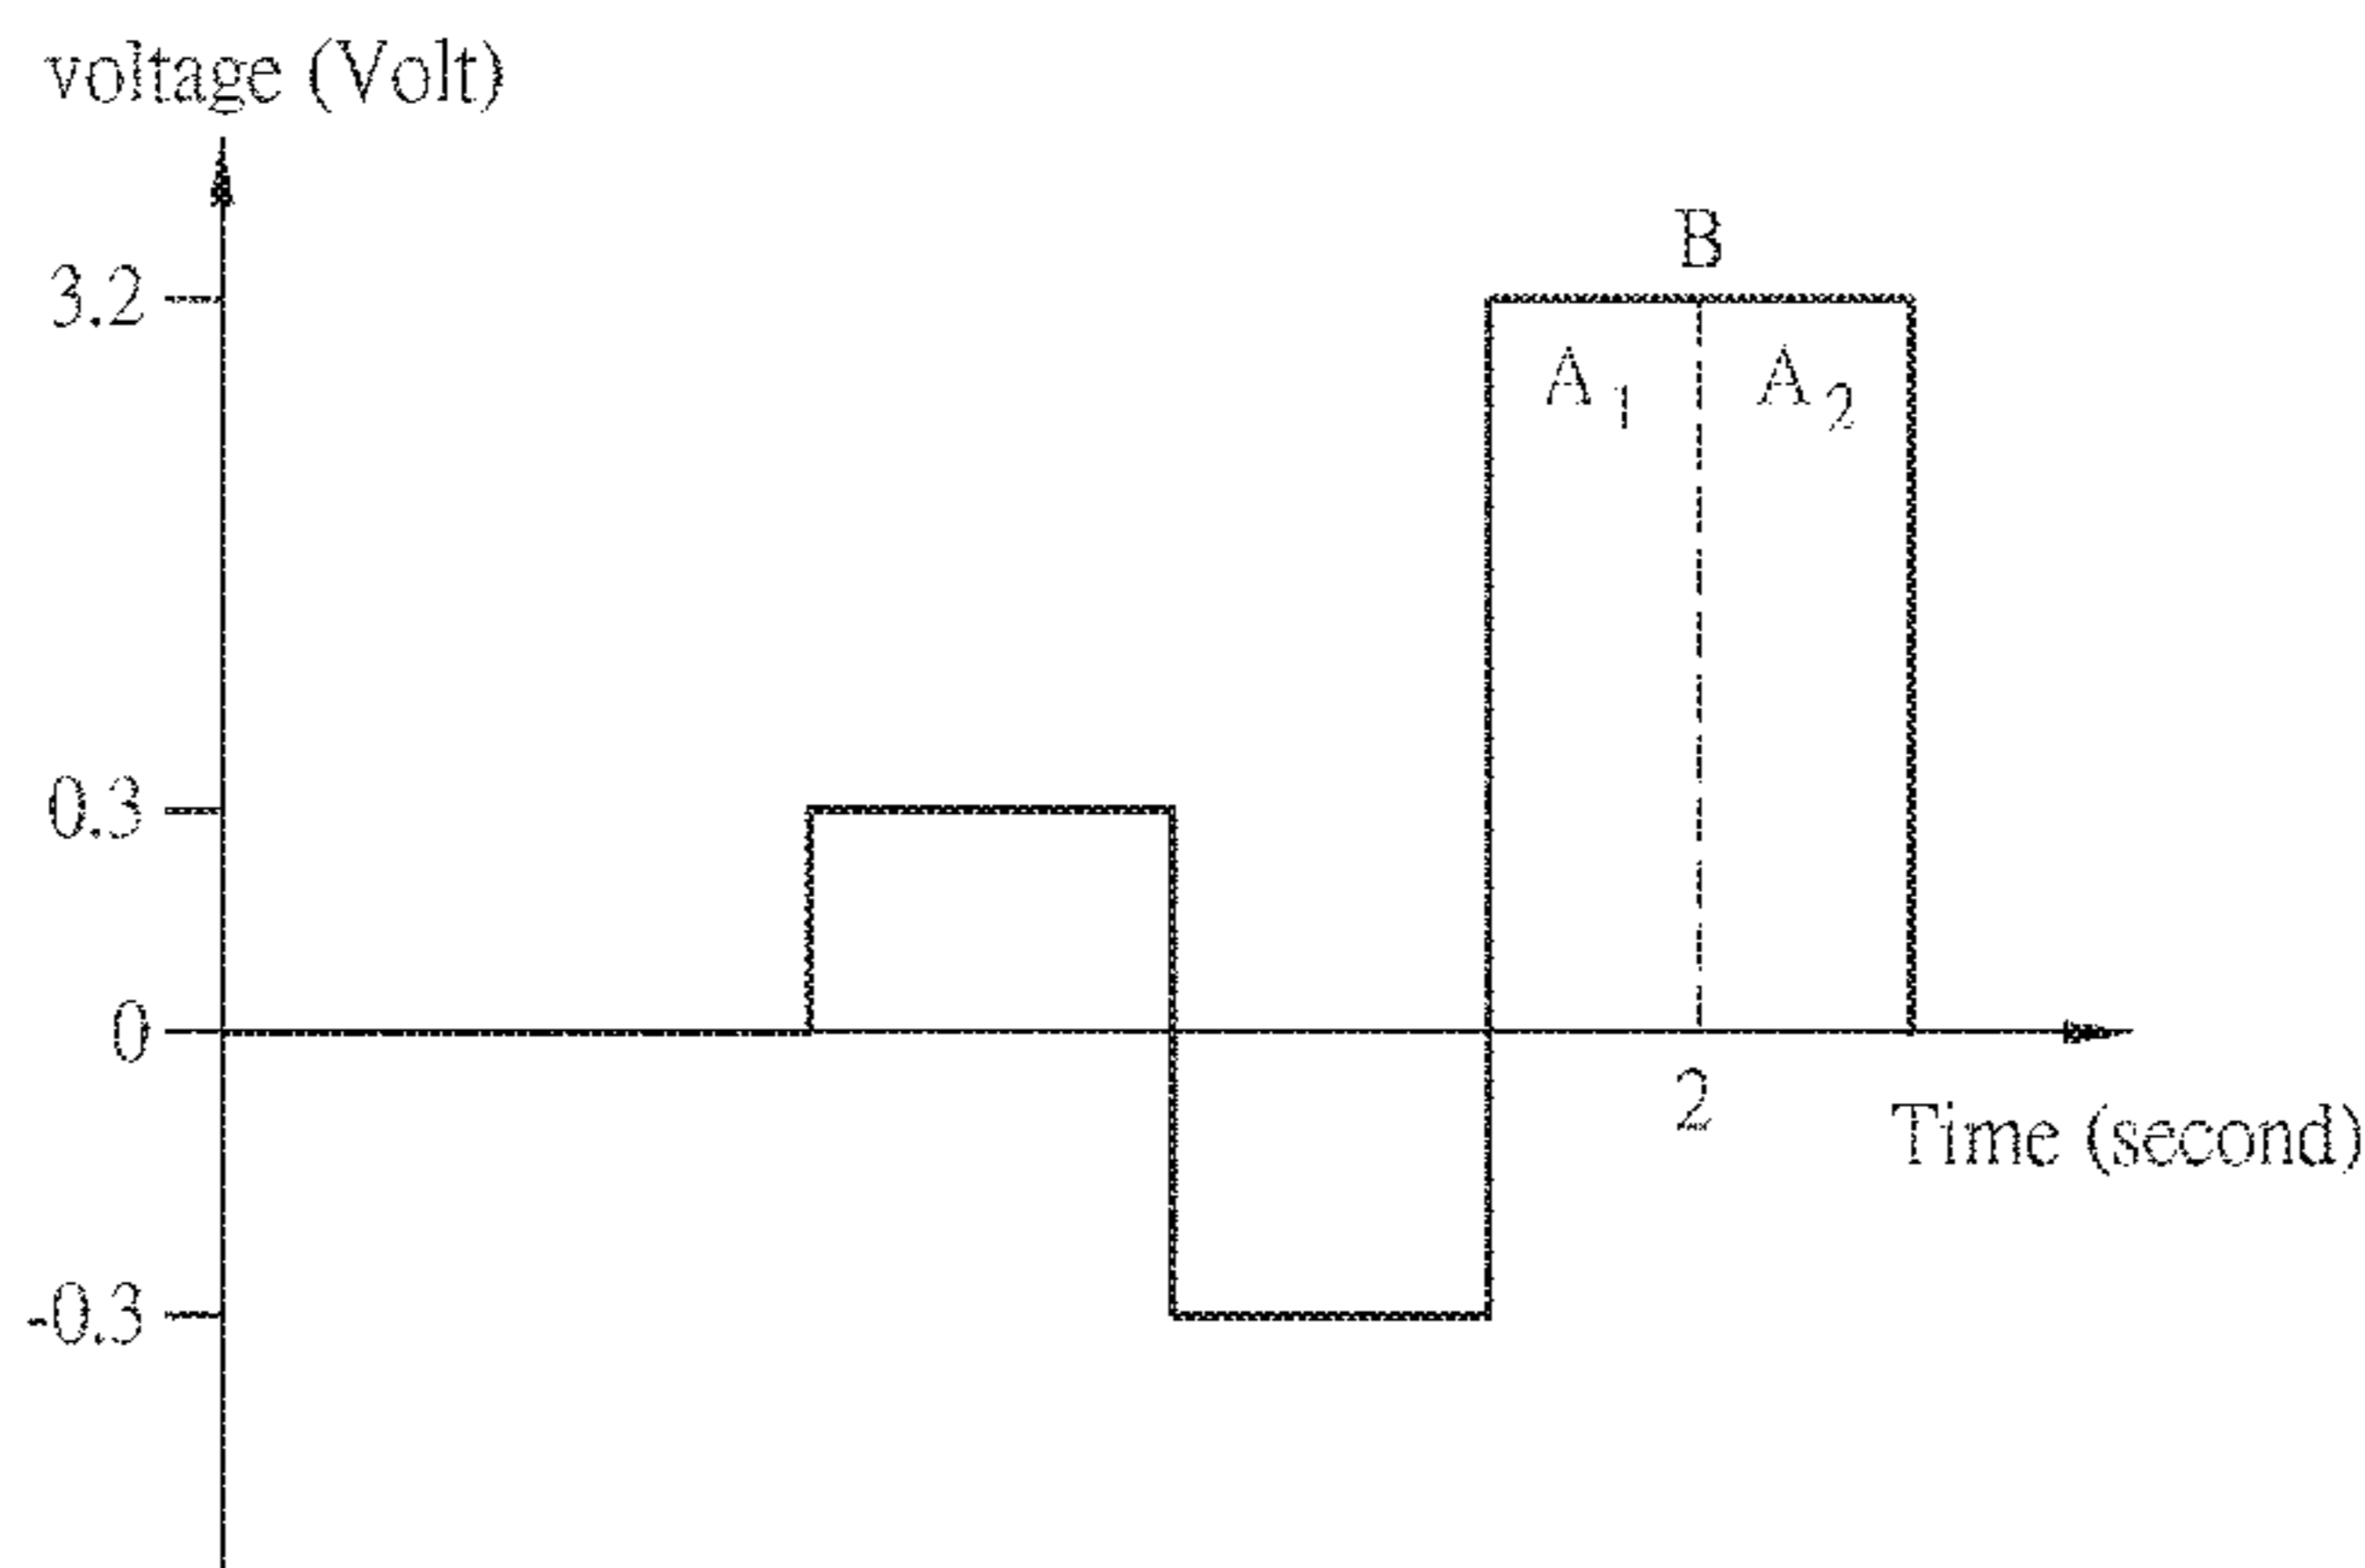 voltage (Volt)
B
3.2
A1 A2
0.3
0
2
Time (second)
-0.3